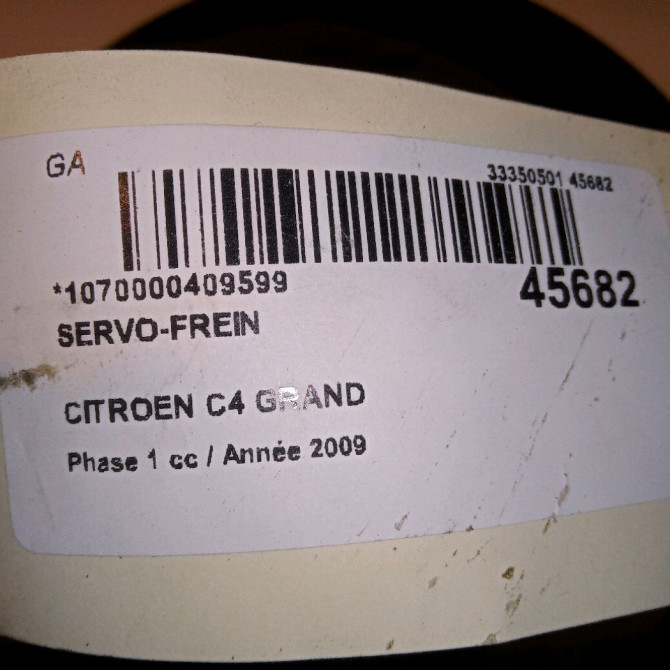 GA
33350501 45682
*1070000409599
45682
SERVO-FREIN
CITROEN C4 GRAND
Phase 1 cc / Année 2009